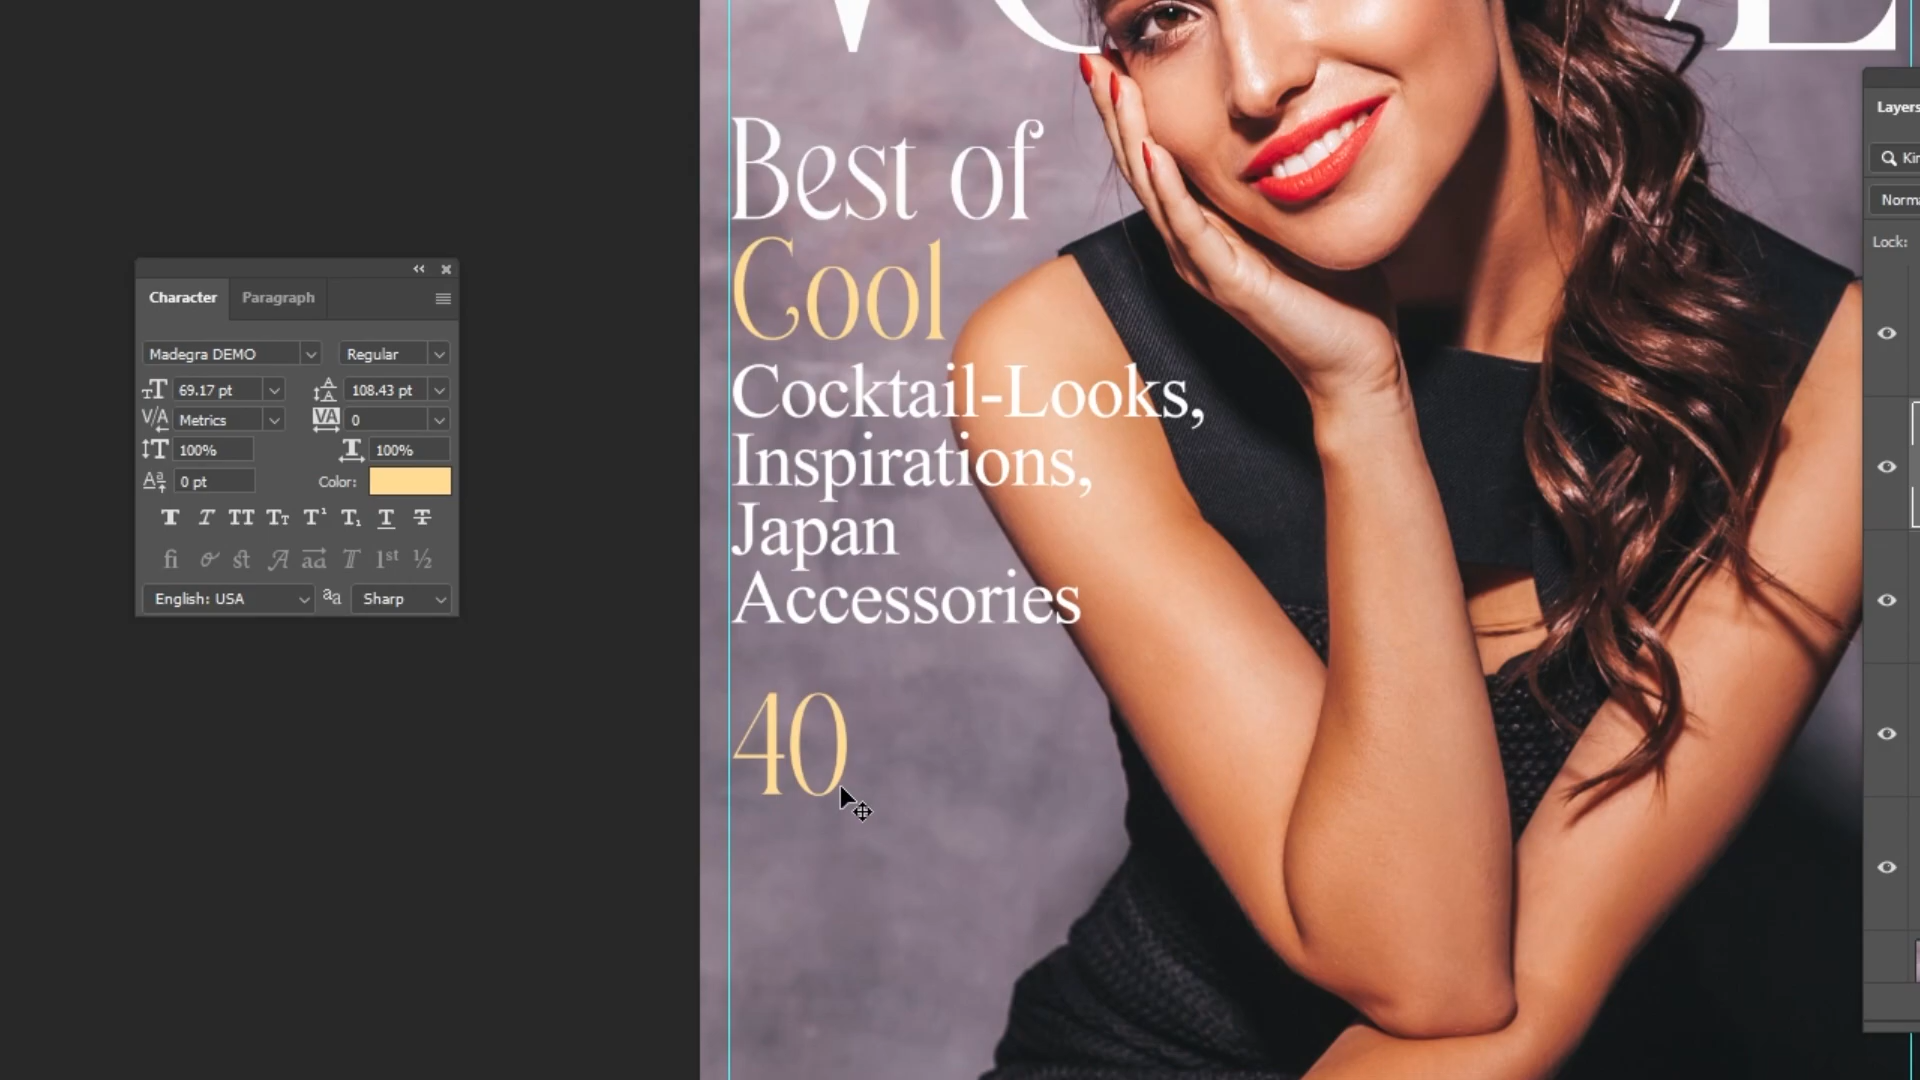 Best of
Cool
Cocktail-Looks,
Inspirations,
Japan
Accessories
40
Character
Paragraph
Madegra DEMO
Regular
69.17 pt
108.43 pt
Metrics
0
100%
100%
0 pt
Color:
English: USA
Sharp
Layers
Lock: